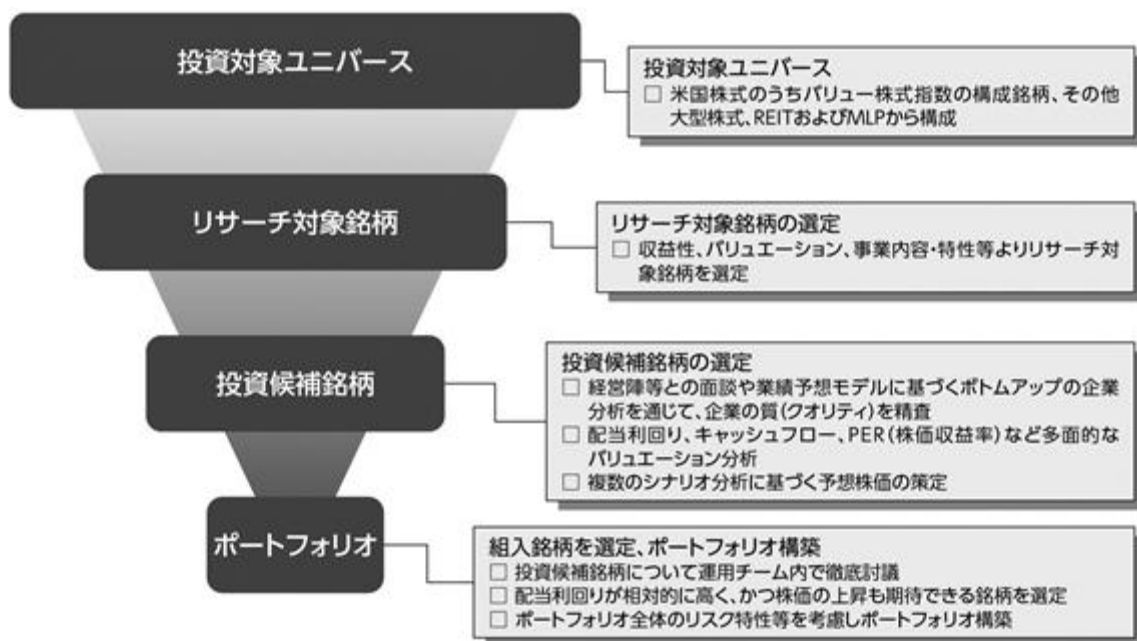 投資対象ユニバース
投資対象ユニバース
□ 米国株式のうちバリュー株式指数の構成銘柄、その他
大型株式、REITおよびMLPから構成
リサーチ対象銘柄
リサーチ対象銘柄の選定
□ 収益性、バリュエーション、事業内容・特性等よりリサーチ対
象銘柄を選定
投資候補銘柄
投資候補銘柄の選定
□ 経営陣等との面談や業績予想モデルに基づくボトムアップの企業
分析を通じて、企業の質(クオリティ)を精査
□ 配当利回り、キャッシュフロー、PER(株価収益率)など多面的な
バリュエーション分析
□ 複数のシナリオ分析に基づく予想株価の策定
ポートフォリオ
組入銘柄を選定、ポートフォリオ構築
□ 投資候補銘柄について運用チーム内で徹底討議
□ 配当利回りが相対的に高く、かつ株価の上昇も期待できる銘柄を選定
□ ポートフォリオ全体のリスク特性等を考慮しポートフォリオ構築